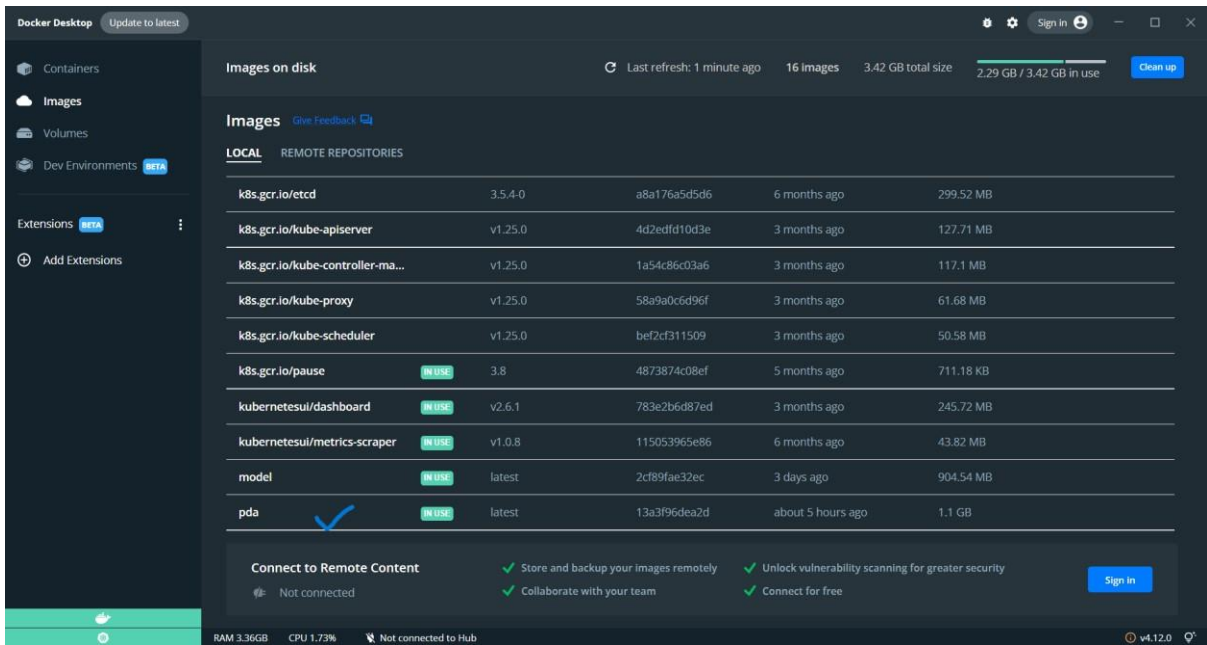 Docker Desktop Update to latest Sign in
Containers
Images
Volumes
Dev Environments BETA
Extensions BETA
Add Extensions
Images on disk Last refresh: 1 minute ago 16 images 3.42 GB total size 2.29 GB / 3.42 GB in use Clean up
Images Give Feedback
LOCAL REMOTE REPOSITORIES
k8s.gcr.io/etcd 3.5.4-0 a8a176a5d5d6 6 months ago 299.52 MB
k8s.gcr.io/kube-apiserver v1.25.0 4d2edfd10d3e 3 months ago 127.71 MB
k8s.gcr.io/kube-controller-ma... v1.25.0 1a54c86c03a6 3 months ago 117.1 MB
k8s.gcr.io/kube-proxy v1.25.0 58a9a0c6d96f 3 months ago 61.68 MB
k8s.gcr.io/kube-scheduler v1.25.0 bef2cf311509 3 months ago 50.58 MB
k8s.gcr.io/pause IN USE 3.8 4873874c08ef 5 months ago 711.18 KB
kubernetesui/dashboard IN USE v2.6.1 783e2b6d87ed 3 months ago 245.72 MB
kubernetesui/metrics-scraper IN USE v1.0.8 115053965e86 6 months ago 43.82 MB
model IN USE latest 2cf89fae32ec 3 days ago 904.54 MB
pda IN USE latest 13a3f96dea2d about 5 hours ago 1.1 GB
Connect to Remote Content
Not connected
Store and backup your images remotely
Collaborate with your team
Unlock vulnerability scanning for greater security
Connect for free
Sign in
RAM 3.36GB CPU 1.73% Not connected to Hub v4.12.0